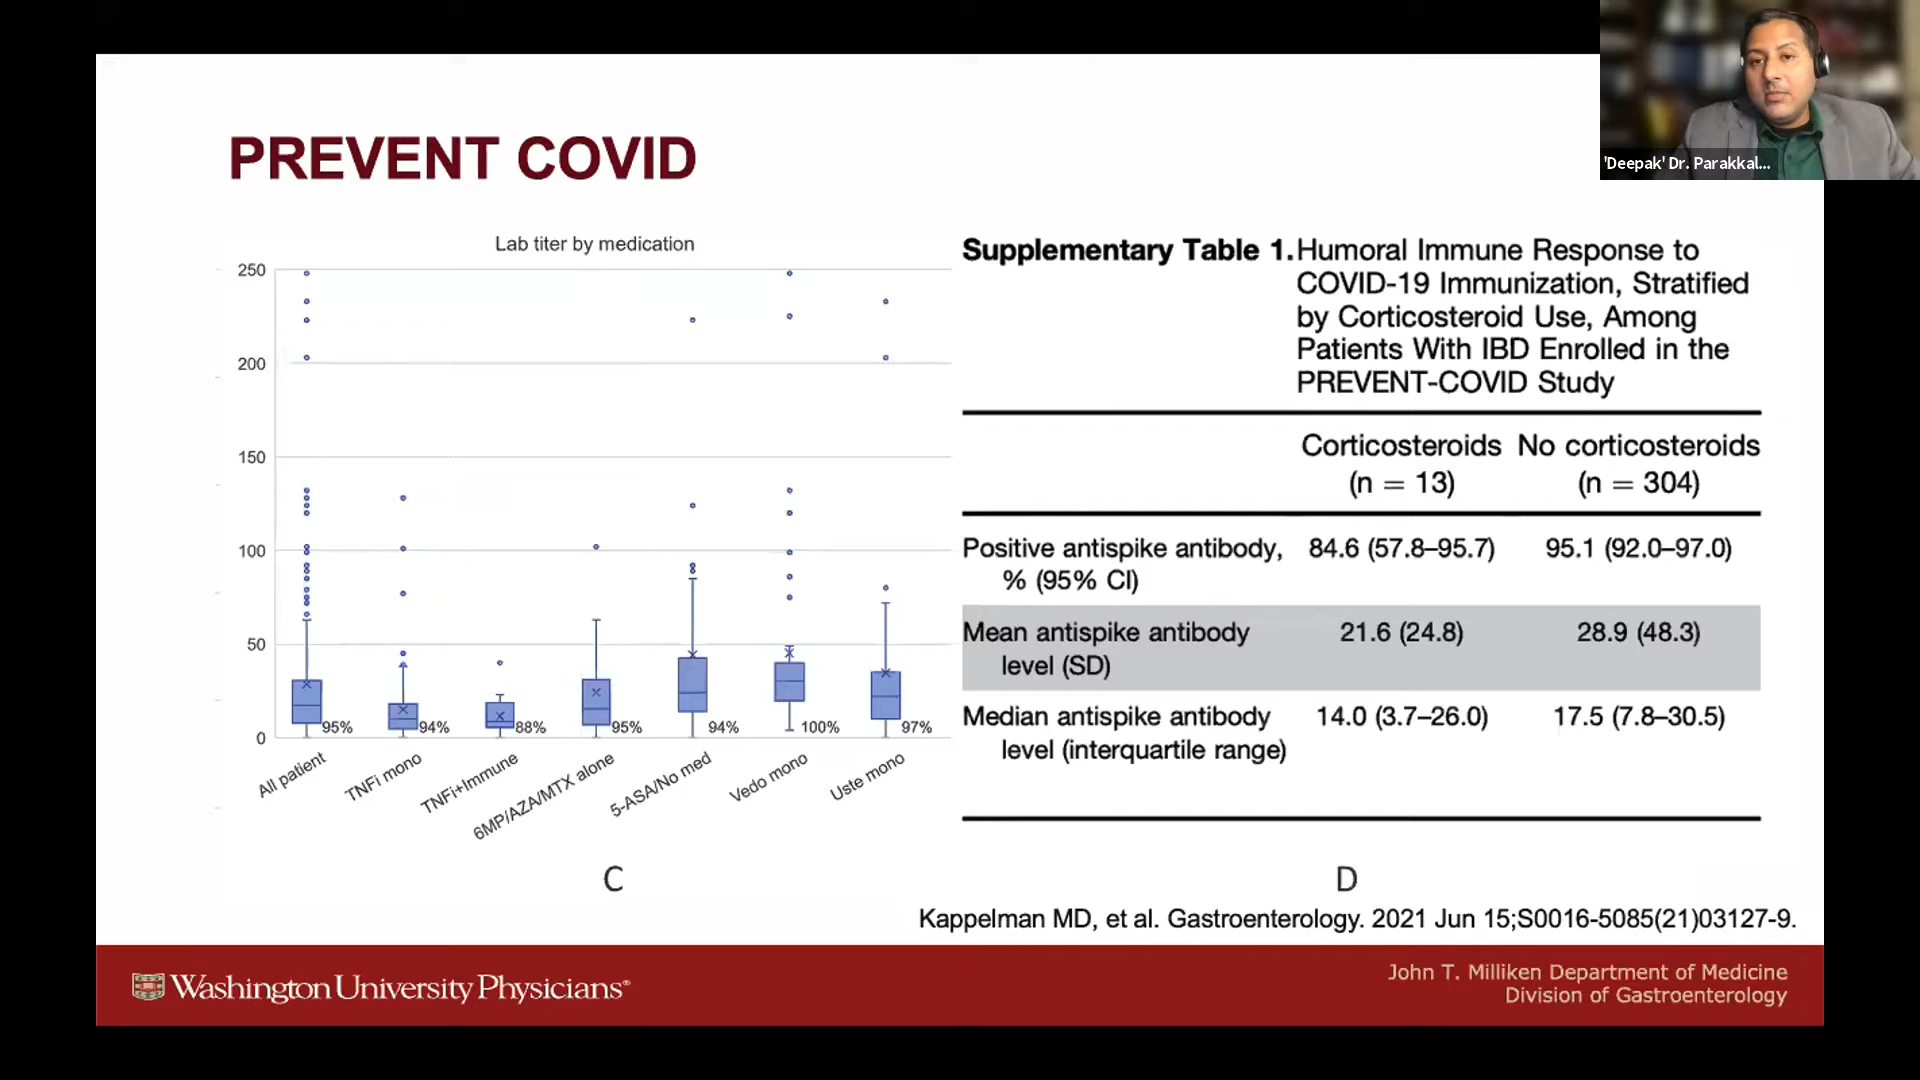 'Deepak' Dr. Parakkal...
PREVENT COVID
Lab titer by medication
250
200
150
100
50
0
95%
94%
88%
95%
94%
100%
97%
All patient
TNFi mono
TNFi+Immune
6MP/AZA/MTX alone
5-ASA/No med
Vedo mono
Uste mono
C
Supplementary Table 1. Humoral Immune Response to
COVID-19 Immunization, Stratified
by Corticosteroid Use, Among
Patients With IBD Enrolled in the
PREVENT-COVID Study
Corticosteroids No corticosteroids
(n = 13) (n = 304)
Positive antispike antibody, 84.6 (57.8–95.7) 95.1 (92.0–97.0)
% (95% CI)
Mean antispike antibody 21.6 (24.8) 28.9 (48.3)
level (SD)
Median antispike antibody 14.0 (3.7–26.0) 17.5 (7.8–30.5)
level (interquartile range)
D
Kappelman MD, et al. Gastroenterology. 2021 Jun 15;S0016-5085(21)03127-9.
Washington University Physicians®
John T. Milliken Department of Medicine
Division of Gastroenterology